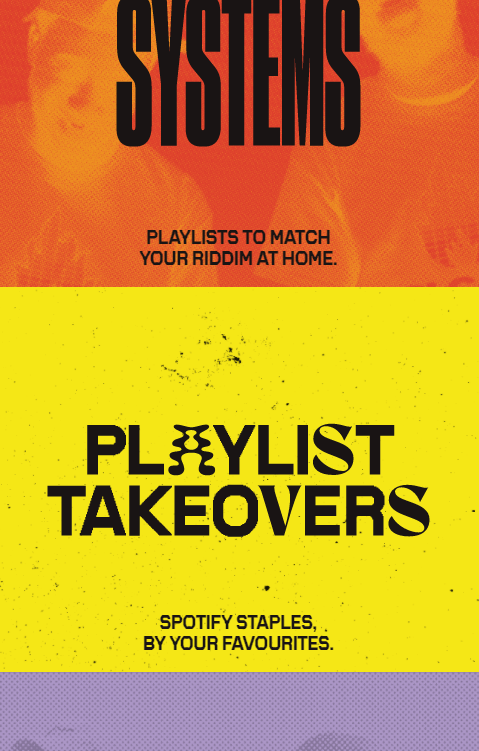 SYSTEMS
PLAYLISTS TO MATCH
YOUR RIDDIM AT HOME.
PLAYLIST
TAKEOVERS
SPOTIFY STAPLES,
BY YOUR FAVOURITES.